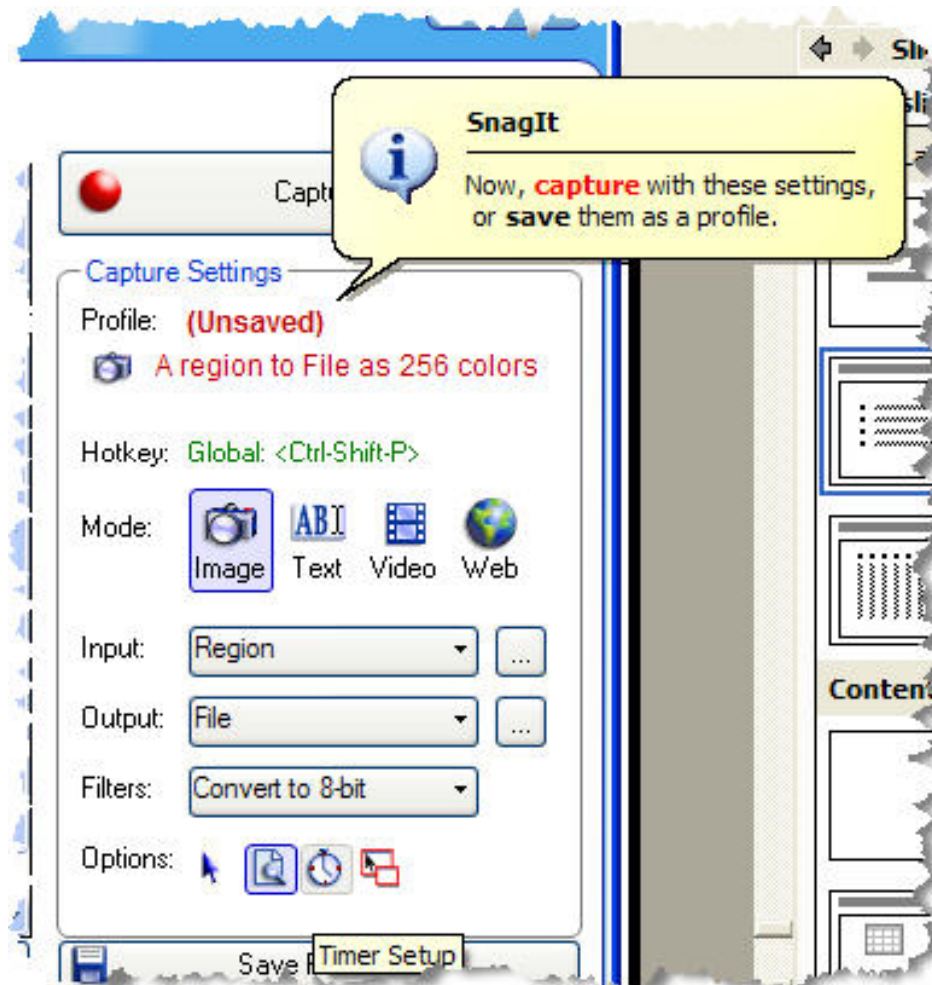 SnagIt
Now, capture with these settings,
or save them as a profile.
Capture Settings
Profile: (Unsaved)
A region to File as 256 colors
Hotkey: Global: <Ctrl-Shift-P>
Mode:
ABI
Image Text Video Web
Input: Region ...
Output: File ...
Filters: Convert to 8-bit
Options:
Save
Timer Setup